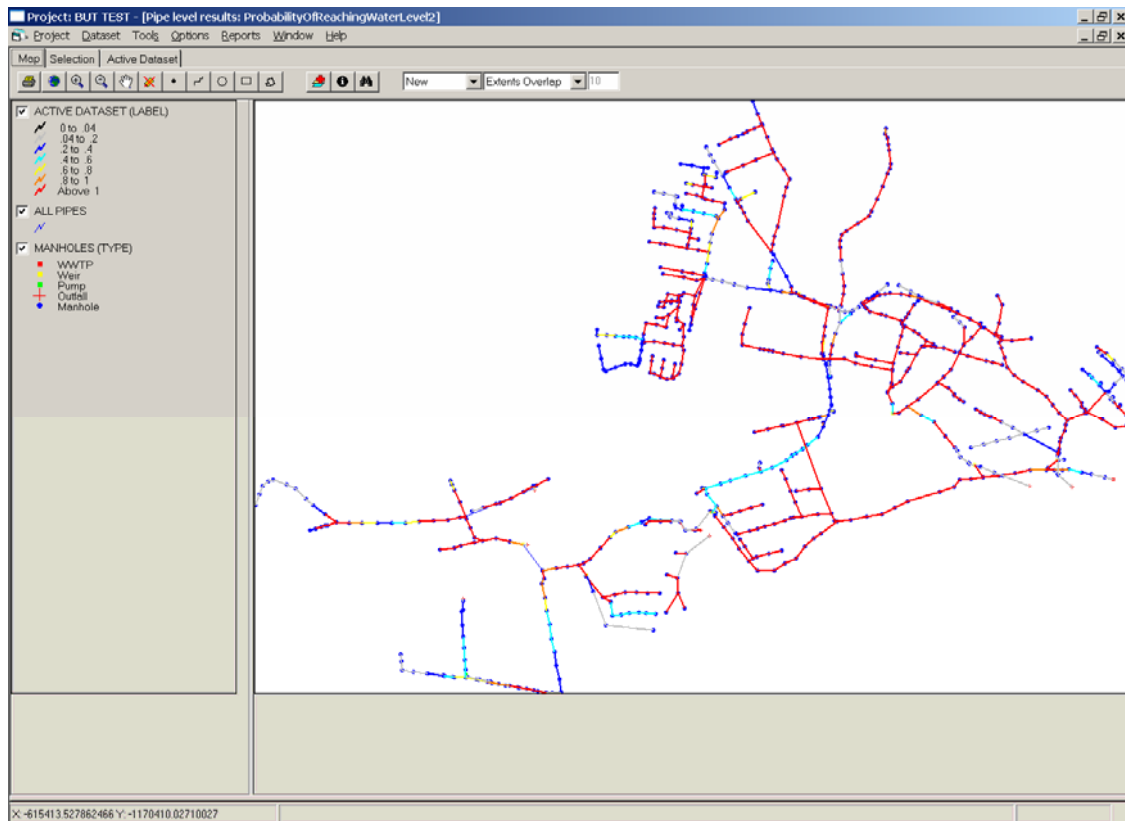 Project: BUT TEST - [Pipe level results: ProbabilityOfReachingWaterLevel2]
Project Dataset Tools Options Reports Window Help
Map Selection Active Dataset
New Extents Overlap 10
ACTIVE DATASET (LABEL)
0 to .04
.04 to .2
.2 to .4
.4 to .6
.6 to .8
.8 to 1
Above 1
ALL PIPES
MANHOLES (TYPE)
WWTP
Weir
Pump
Outfall
Manhole
X: -615413.527862466 Y: -1170410.02710027